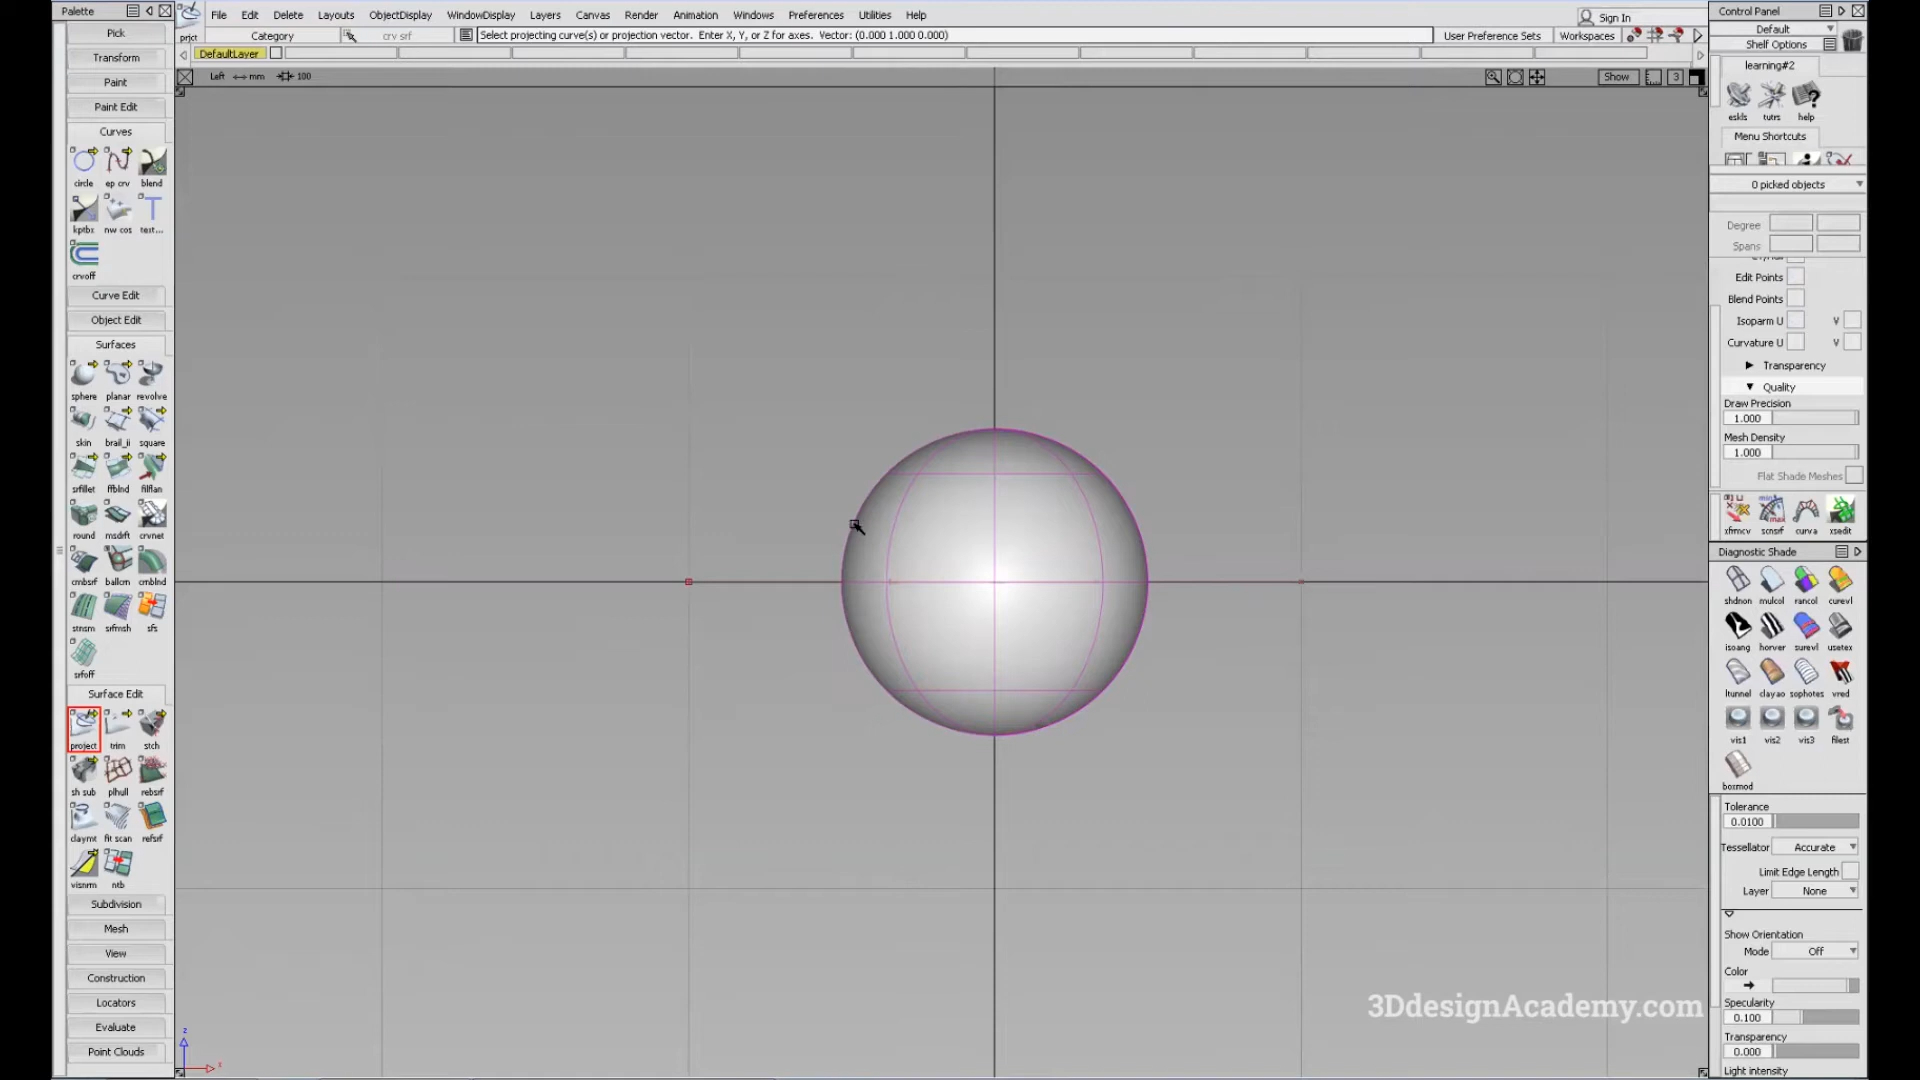 Palette
File Edit Delete Layouts ObjectDisplay WindowDisplay Layers Canvas Render Animation Windows Preferences Utilities Help
Sign In
prjct Category crv srf
Select projecting curve(s) or projection vector. Enter X, Y, or Z for axes. Vector: (0.000 1.000 0.000)
User Preference Sets Workspaces
DefaultLayer
Left mm 100
Show 3
Pick
Transform
Paint
Paint Edit
Curves
circle ep crv blend
kptbx nw cos text...
crvoff
Curve Edit
Object Edit
Surfaces
sphere planar revolve
skin brail_ii square
srfillet ffblnd filflan
round msdrft crvnet
cmbsrf ballcrn cmblnd
stnsm srfmsh sfs
srfoff
Surface Edit
project trim stch
sh sub plhull rebsrf
claymt fit scan refsrf
visnrm ntb
Subdivision
Mesh
View
Construction
Locators
Evaluate
Point Clouds
z
3DdesignAcademy.com
Control Panel
Default
Shelf Options
learning#2
eskls tutrs help
Menu Shortcuts
0 picked objects
Degree
Spans
Edit Points
Blend Points
Isoparm U V
Curvature U V
Transparency
Quality
Draw Precision
1.000
Mesh Density
1.000
Flat Shade Meshes
xfrmcv scnsrf curva xsedit
Diagnostic Shade
shdnon mulcol rancol curevl
isoang horver surevl usetex
ltunnel clayao sophotes vred
vis1 vis2 vis3 filest
boxmod
Tolerance
0.0100
Tessellator Accurate
Limit Edge Length
Layer None
Show Orientation
Mode Off
Color
Specularity
0.100
Transparency
0.000
Light intensity